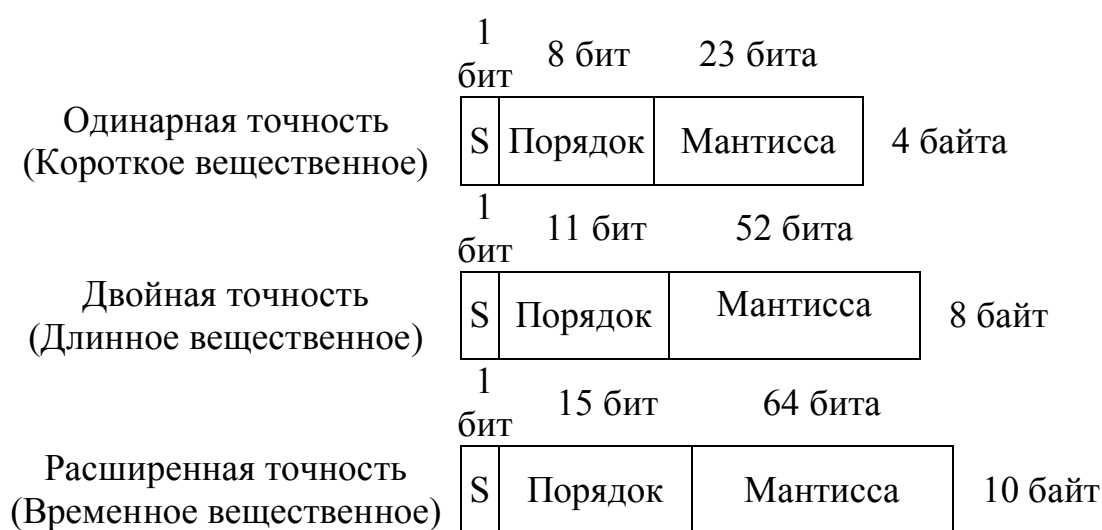 1
бит
8 бит
23 бита
Одинарная точность
(Короткое вещественное)
S
Порядок
Мантисса
4 байта
1
бит
11 бит
52 бита
Двойная точность
(Длинное вещественное)
S
Порядок
Мантисса
8 байт
1
бит
15 бит
64 бита
Расширенная точность
(Временное вещественное)
S
Порядок
Мантисса
10 байт